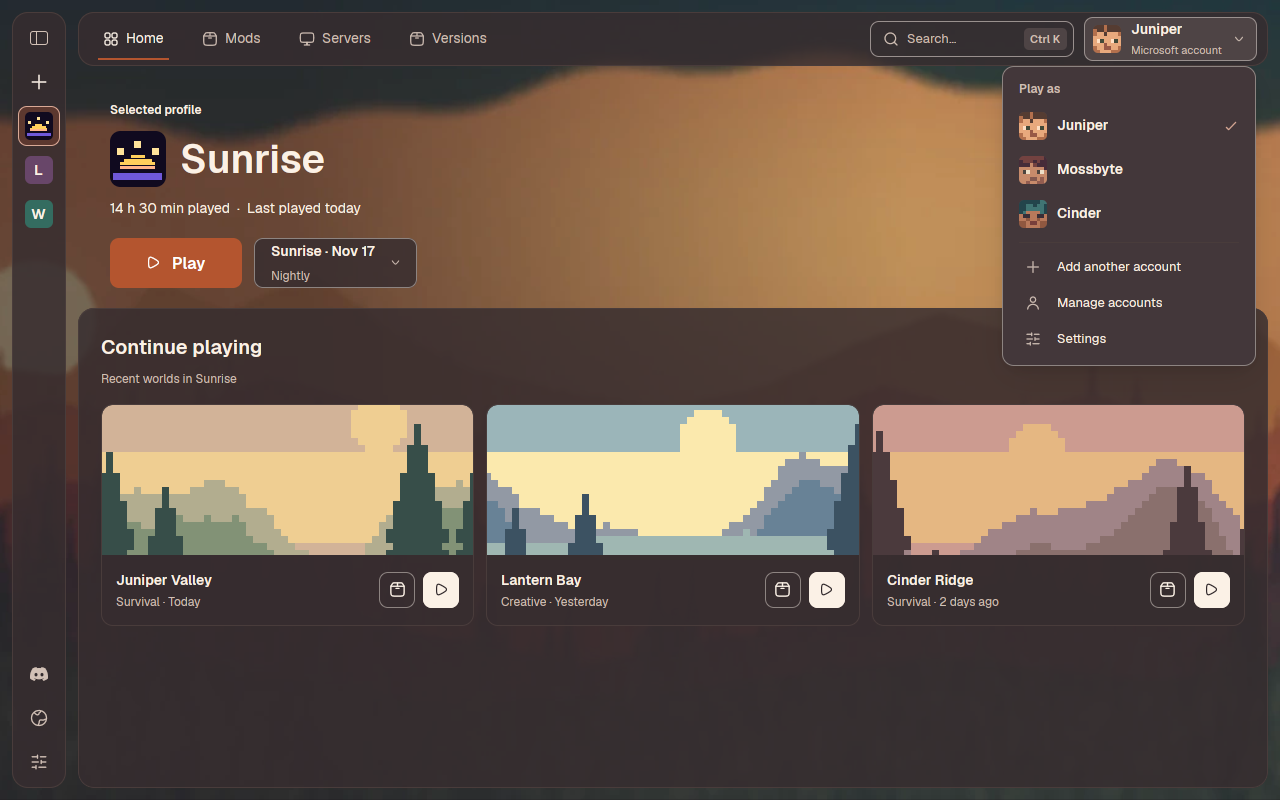 Home
Mods
Servers
Versions
Search...
Ctrl K
Juniper
Microsoft account
L
W
Selected profile
Sunrise
14 h 30 min played · Last played today
Play
Sunrise · Nov 17
Nightly
Play as
Juniper
Mossbyte
Cinder
Add another account
Manage accounts
Settings
Continue playing
Recent worlds in Sunrise
Juniper Valley
Survival · Today
Lantern Bay
Creative · Yesterday
Cinder Ridge
Survival · 2 days ago